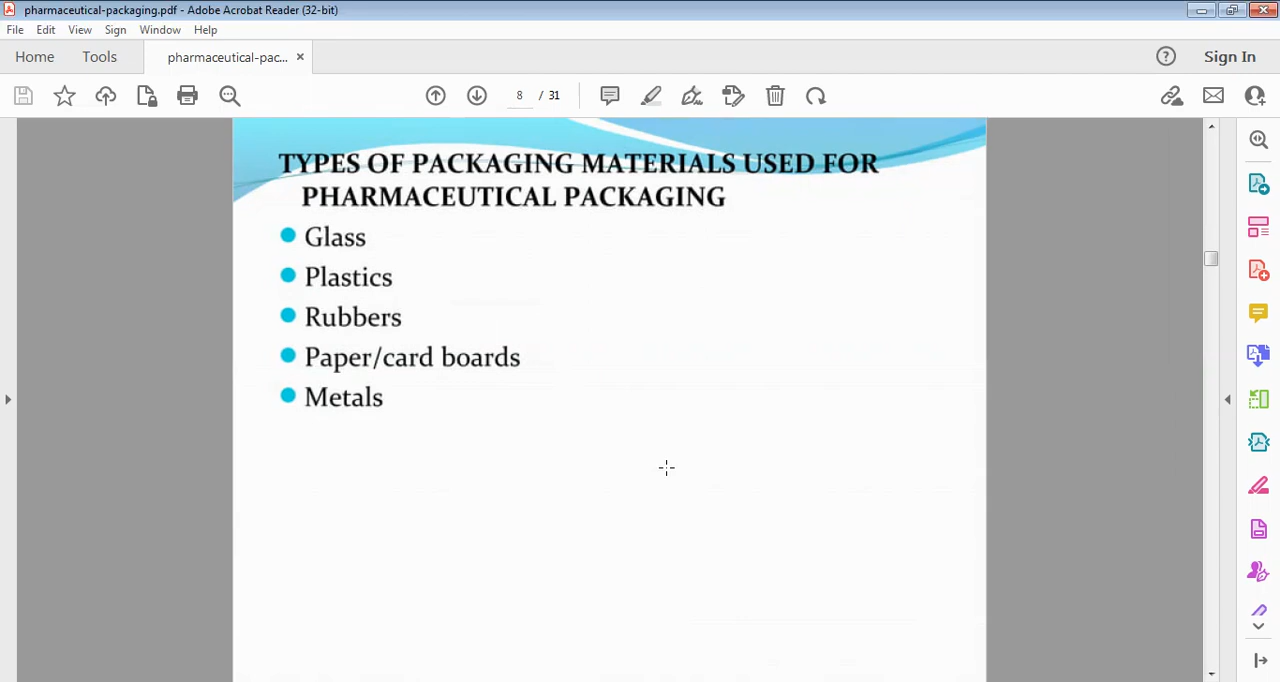 pharmaceutical-packaging.pdf - Adobe Acrobat Reader (32-bit)
File Edit View Sign Window Help
Home Tools pharmaceutical-pac... × Sign In
8 / 31
TYPES OF PACKAGING MATERIALS USED FOR
PHARMACEUTICAL PACKAGING
Glass
Plastics
Rubbers
Paper/card boards
Metals